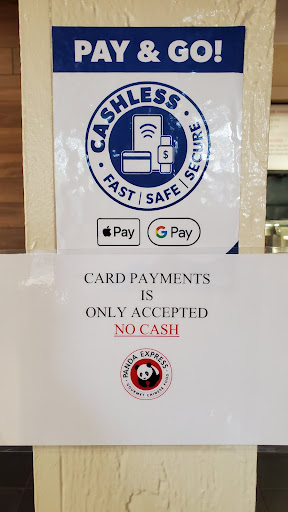 PAY & GO!
CASHLESS
FAST | SAFE | SECURE
$
Pay
G Pay
CARD PAYMENTS
IS
ONLY ACCEPTED
NO CASH
PANDA EXPRESS
GOURMET CHINESE FOOD